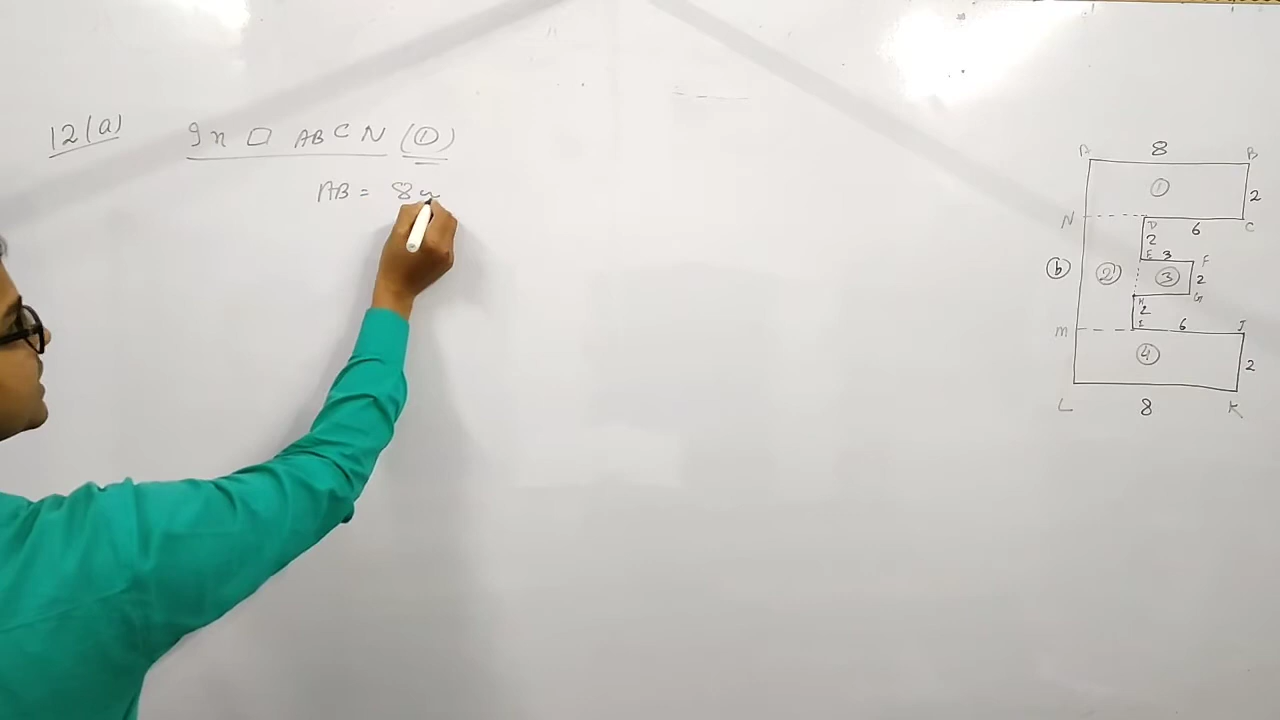 12(a) In □ ABCN (1)
AB = 8m
A 8 B
① 2
N D 6 C
2
E 3 F
(b) ② ③ 2
H G
2
M I 6 J
④ 2
L 8 K